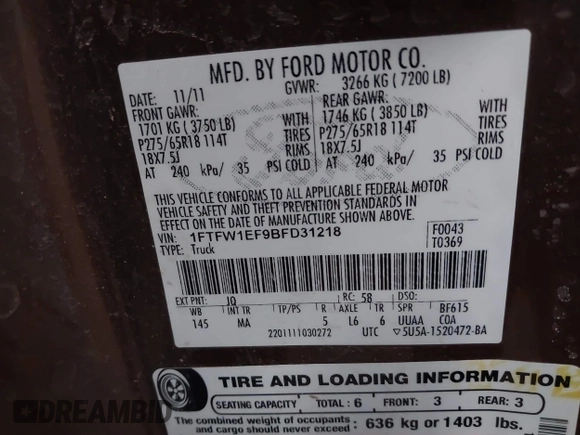 MFD. BY FORD MOTOR CO.
DATE: 11/11 GVWR: 3266 KG ( 7200 LB)
FRONT GAWR: REAR GAWR:
1701 KG ( 3750 LB) WITH 1746 KG ( 3850 LB) WITH
P275/65R18 114T TIRES P275/65R18 114T TIRES
18X7.5J RIMS 18X7.5J RIMS
AT 240 kPa/ 35 PSI COLD AT 240 kPa/ 35 PSI COLD
THIS VEHICLE CONFORMS TO ALL APPLICABLE FEDERAL MOTOR
VEHICLE SAFETY AND THEFT PREVENTION STANDARDS IN
EFFECT ON THE DATE OF MANUFACTURE SHOWN ABOVE.
VIN: 1FTFW1EF9BFD31218 F0043
TYPE: Truck T0369
EXT PNT: JQ RC: 58 DSO:
WB INT TR TP/PS R AXLE TR SPR BF615
145 MA 5 L6 6 UUAA COA
2201111030272 UTC ▽5U5A-1520472-BA
TIRE AND LOADING INFORMATION
SEATING CAPACITY TOTAL : 6 FRONT: 3 REAR: 3
The combined weight of occupants and cargo should never exceed 636 kg or 1403 lbs.
DREAMBID